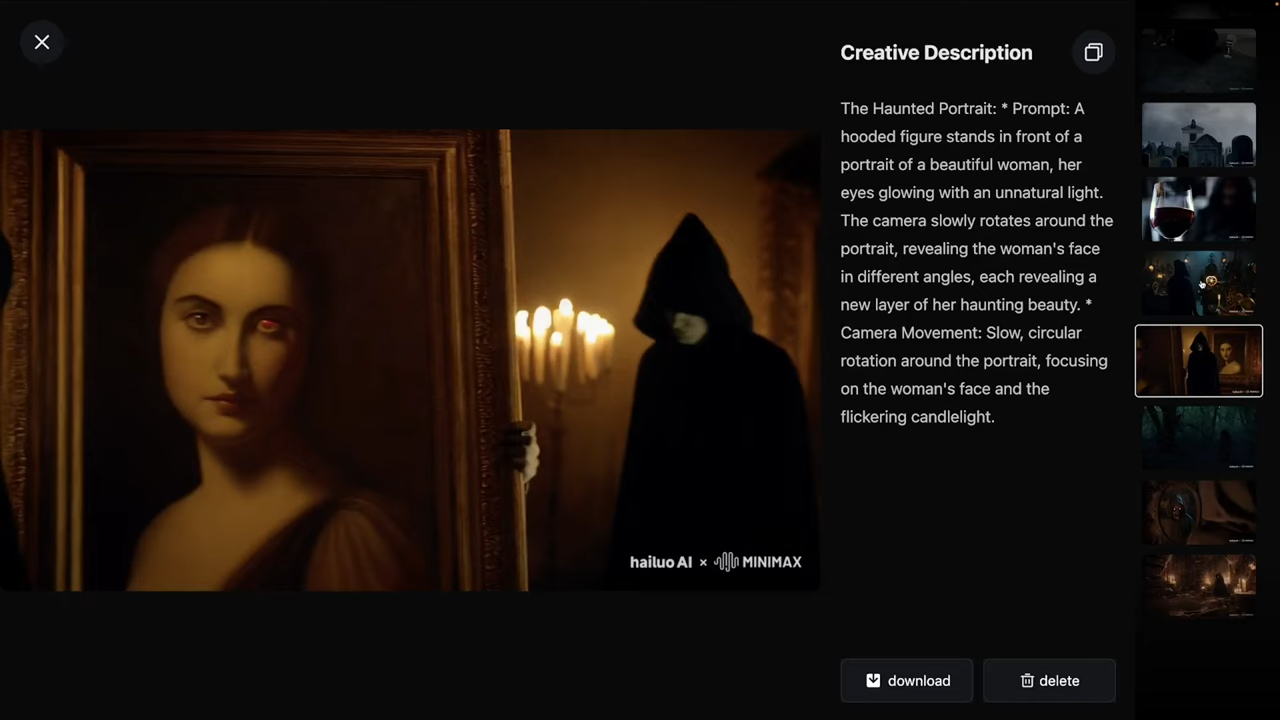 Creative Description
The Haunted Portrait: * Prompt: A
hooded figure stands in front of a
portrait of a beautiful woman, her
eyes glowing with an unnatural light.
The camera slowly rotates around the
portrait, revealing the woman's face
in different angles, each revealing a
new layer of her haunting beauty. *
Camera Movement: Slow, circular
rotation around the portrait, focusing
on the woman's face and the
flickering candlelight.
hailuo AI × MINIMAX
download
delete